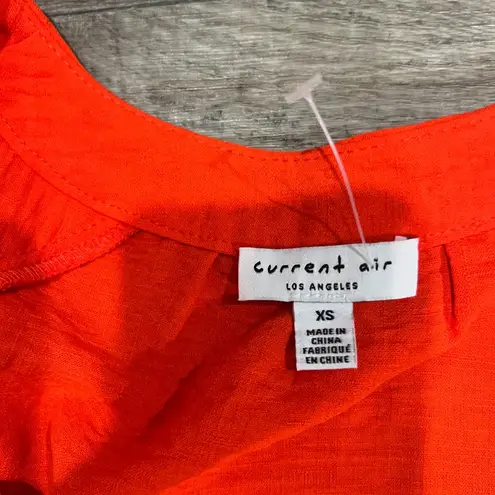 current air
LOS ANGELES
XS
MADE IN
CHINA
FABRIQUÉ
EN CHINE